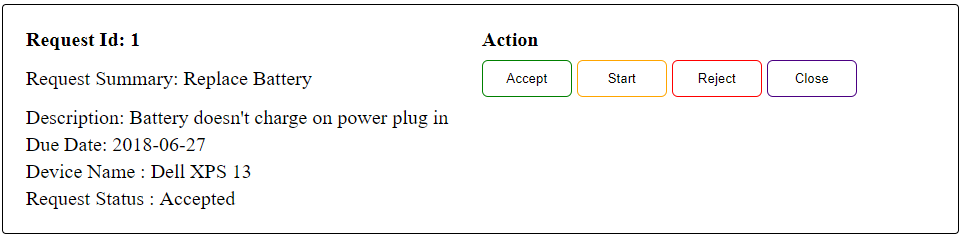 Request Id: 1
Request Summary: Replace Battery
Description: Battery doesn't charge on power plug in
Due Date: 2018-06-27
Device Name : Dell XPS 13
Request Status : Accepted
Action
Accept Start Reject Close